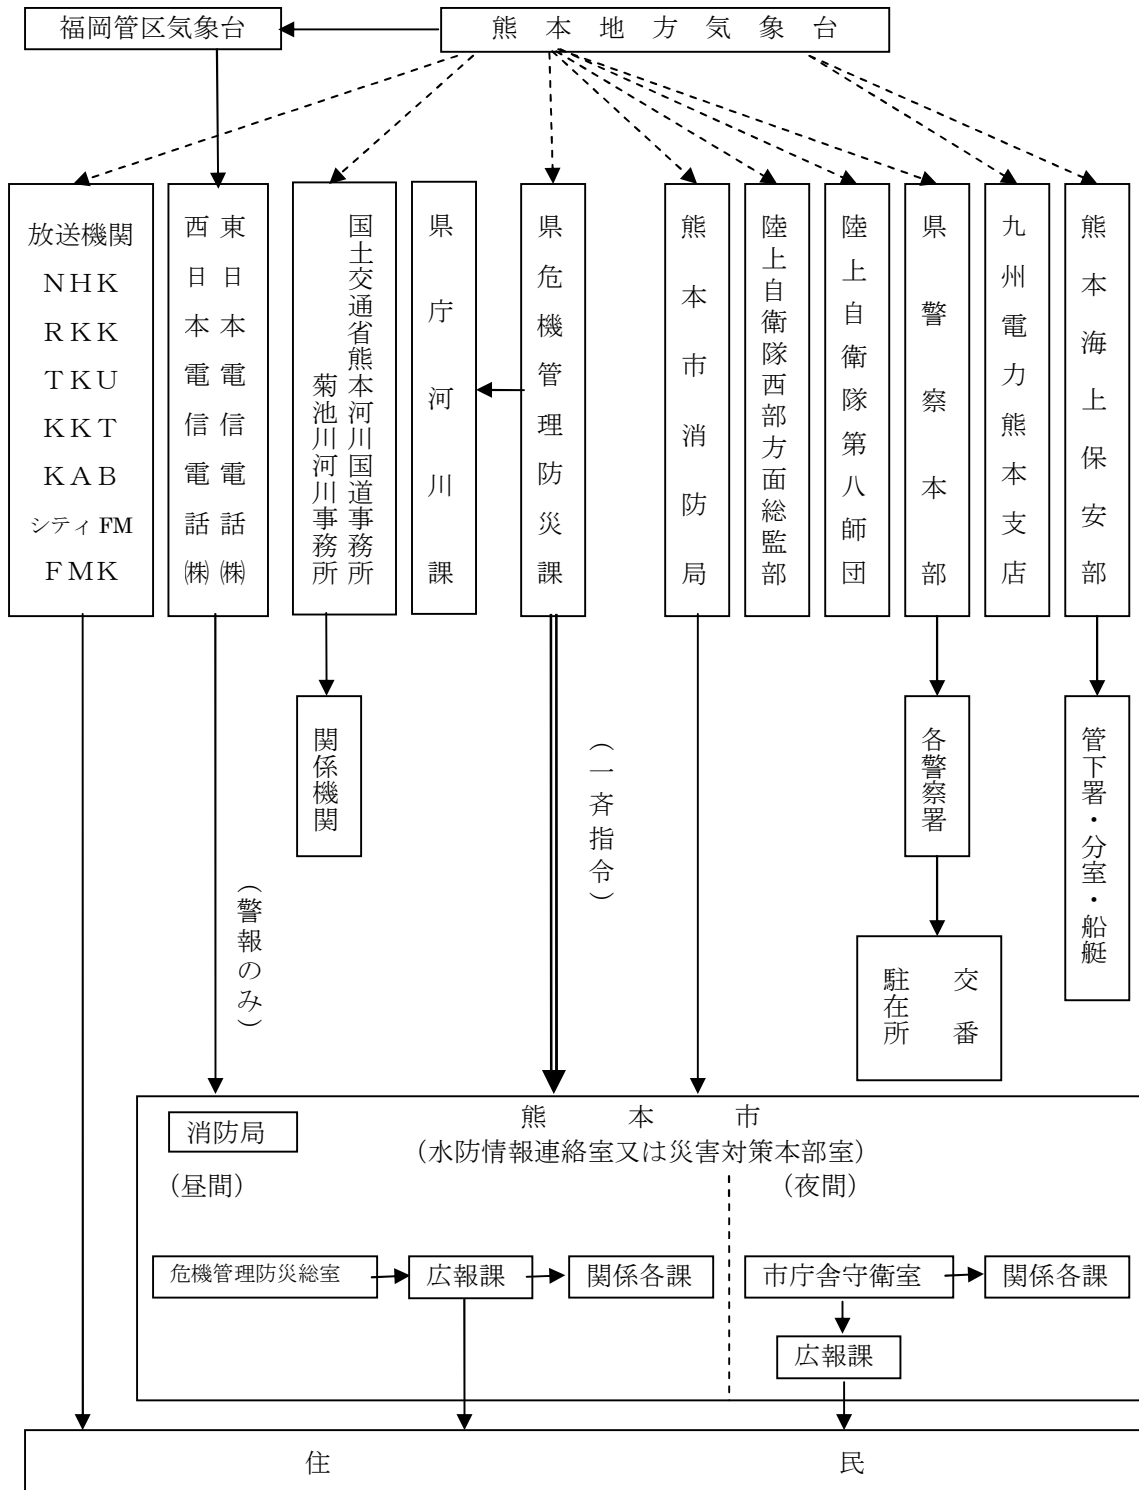 福岡管区気象台
熊本地方気象台
放送機関
ＮＨＫ
ＲＫＫ
ＴＫＵ
ＫＫＴ
ＫＡＢ
シティ FM
ＦＭＫ
東日本電信電話㈱
西日本電信電話㈱
国土交通省熊本河川国道事務所
菊池川河川事務所
県庁河川課
県危機管理防災課
熊本市消防局
陸上自衛隊西部方面総監部
陸上自衛隊第八師団
県警察本部
九州電力熊本支店
熊本海上保安部
関係機関
（一斉指令）
各警察署
管下署・分室・船艇
（警報のみ）
交番
駐在所
熊本市
（水防情報連絡室又は災害対策本部室）
消防局
（昼間）
（夜間）
危機管理防災総室
広報課
関係各課
市庁舎守衛室
関係各課
広報課
住民